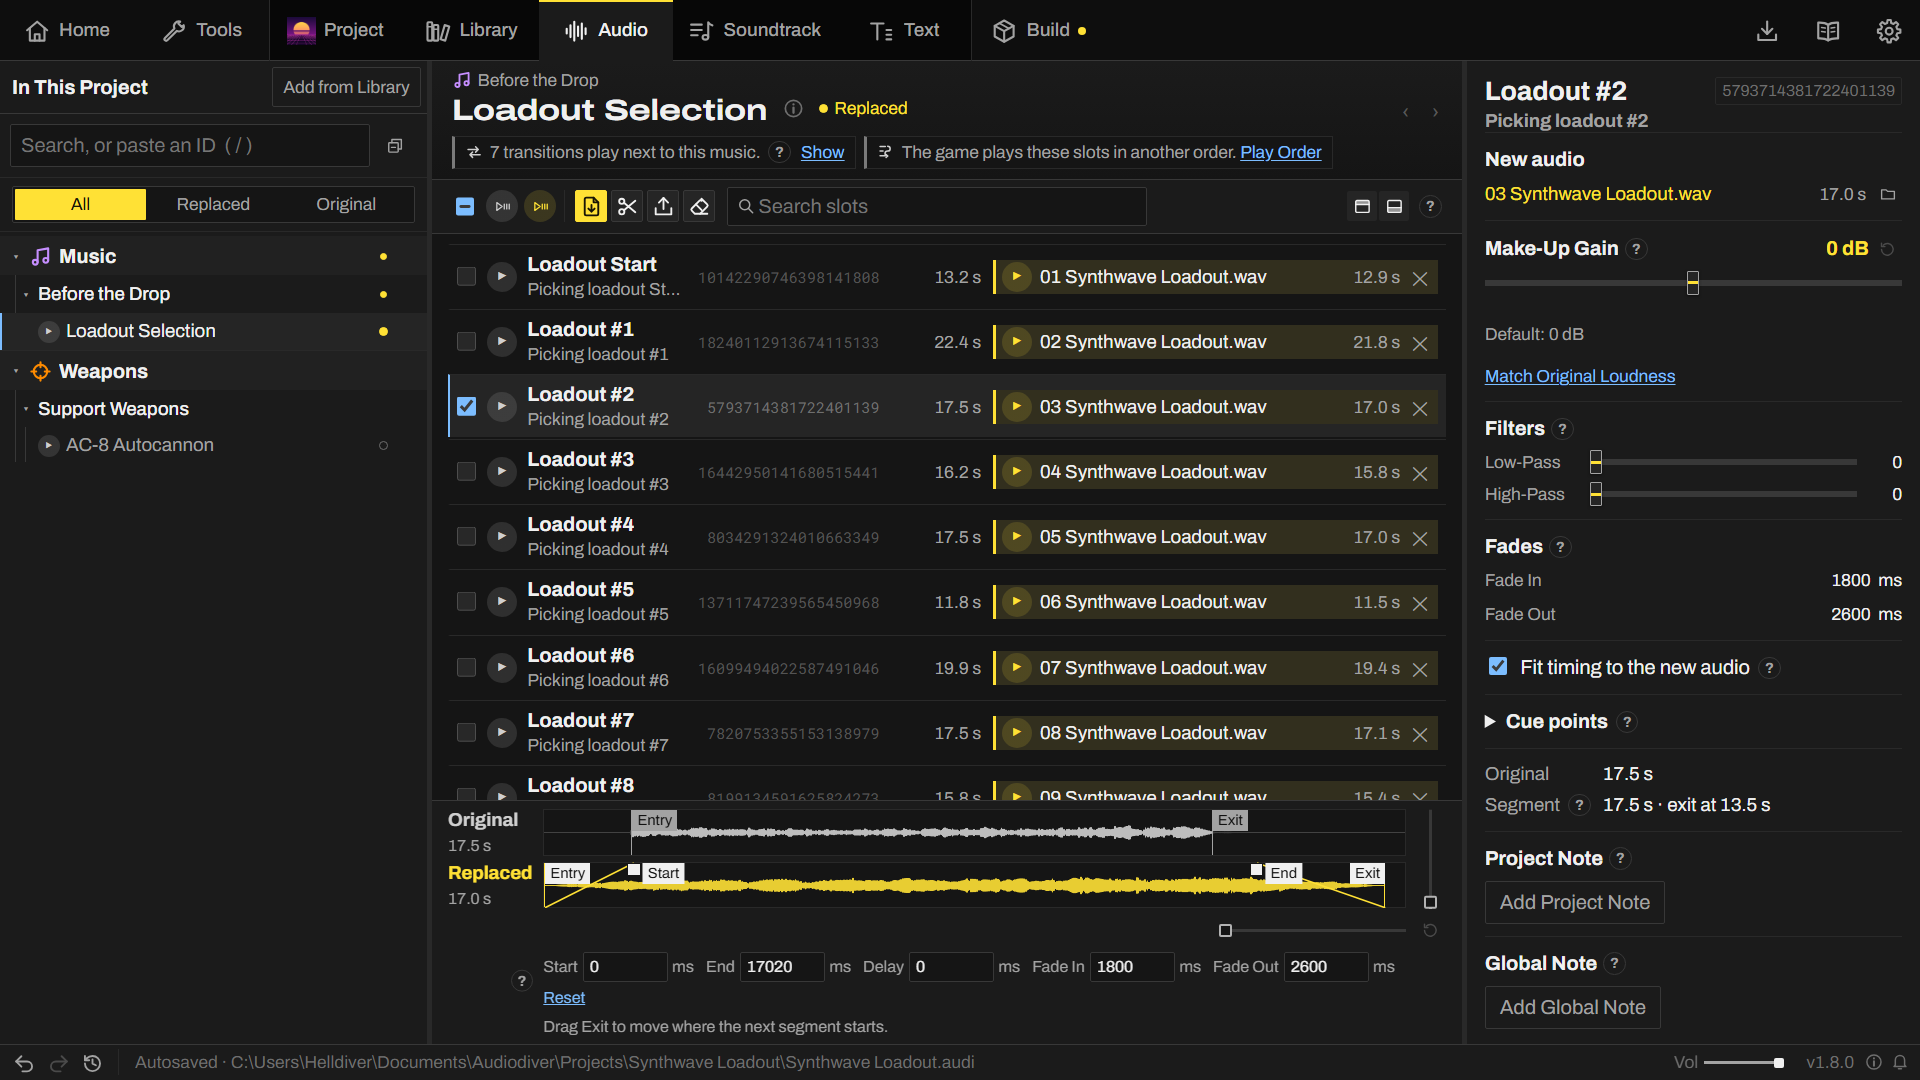 Home
Tools
Project
Library
Audio
Soundtrack
Text
Build
In This Project
Add from Library
Search, or paste an ID ( / )
All
Replaced
Original
Music
Before the Drop
Loadout Selection
Weapons
Support Weapons
AC-8 Autocannon
Before the Drop
Loadout Selection
Replaced
7 transitions play next to this music. ? Show
The game plays these slots in another order. Play Order
Search slots
?
Loadout Start
Picking loadout St...
10142290746398141808
13.2 s
01 Synthwave Loadout.wav
12.9 s
Loadout #1
Picking loadout #1
18240112913674115133
22.4 s
02 Synthwave Loadout.wav
21.8 s
Loadout #2
Picking loadout #2
5793714381722401139
17.5 s
03 Synthwave Loadout.wav
17.0 s
Loadout #3
Picking loadout #3
16442950141680515441
16.2 s
04 Synthwave Loadout.wav
15.8 s
Loadout #4
Picking loadout #4
8034291324010663349
17.5 s
05 Synthwave Loadout.wav
17.0 s
Loadout #5
Picking loadout #5
13711747239565450968
11.8 s
06 Synthwave Loadout.wav
11.5 s
Loadout #6
Picking loadout #6
16099494022587491046
19.9 s
07 Synthwave Loadout.wav
19.4 s
Loadout #7
Picking loadout #7
7820753355153138979
17.5 s
08 Synthwave Loadout.wav
17.1 s
Loadout #8
8199134591625824273
15.8 s
09 Synthwave Loadout.wav
15.4 s
Original
17.5 s
Entry
Exit
Replaced
17.0 s
Entry
Start
End
Exit
?
Start 0 ms End 17020 ms Delay 0 ms Fade In 1800 ms Fade Out 2600 ms
Reset
Drag Exit to move where the next segment starts.
Loadout #2
5793714381722401139
Picking loadout #2
New audio
03 Synthwave Loadout.wav
17.0 s
Make-Up Gain ?
0 dB
Default: 0 dB
Match Original Loudness
Filters ?
Low-Pass
0
High-Pass
0
Fades ?
Fade In
1800 ms
Fade Out
2600 ms
Fit timing to the new audio ?
Cue points ?
Original
17.5 s
Segment ?
17.5 s · exit at 13.5 s
Project Note ?
Add Project Note
Global Note ?
Add Global Note
Autosaved · C:\Users\Helldiver\Documents\Audiodiver\Projects\Synthwave Loadout\Synthwave Loadout.audi
Vol
v1.8.0